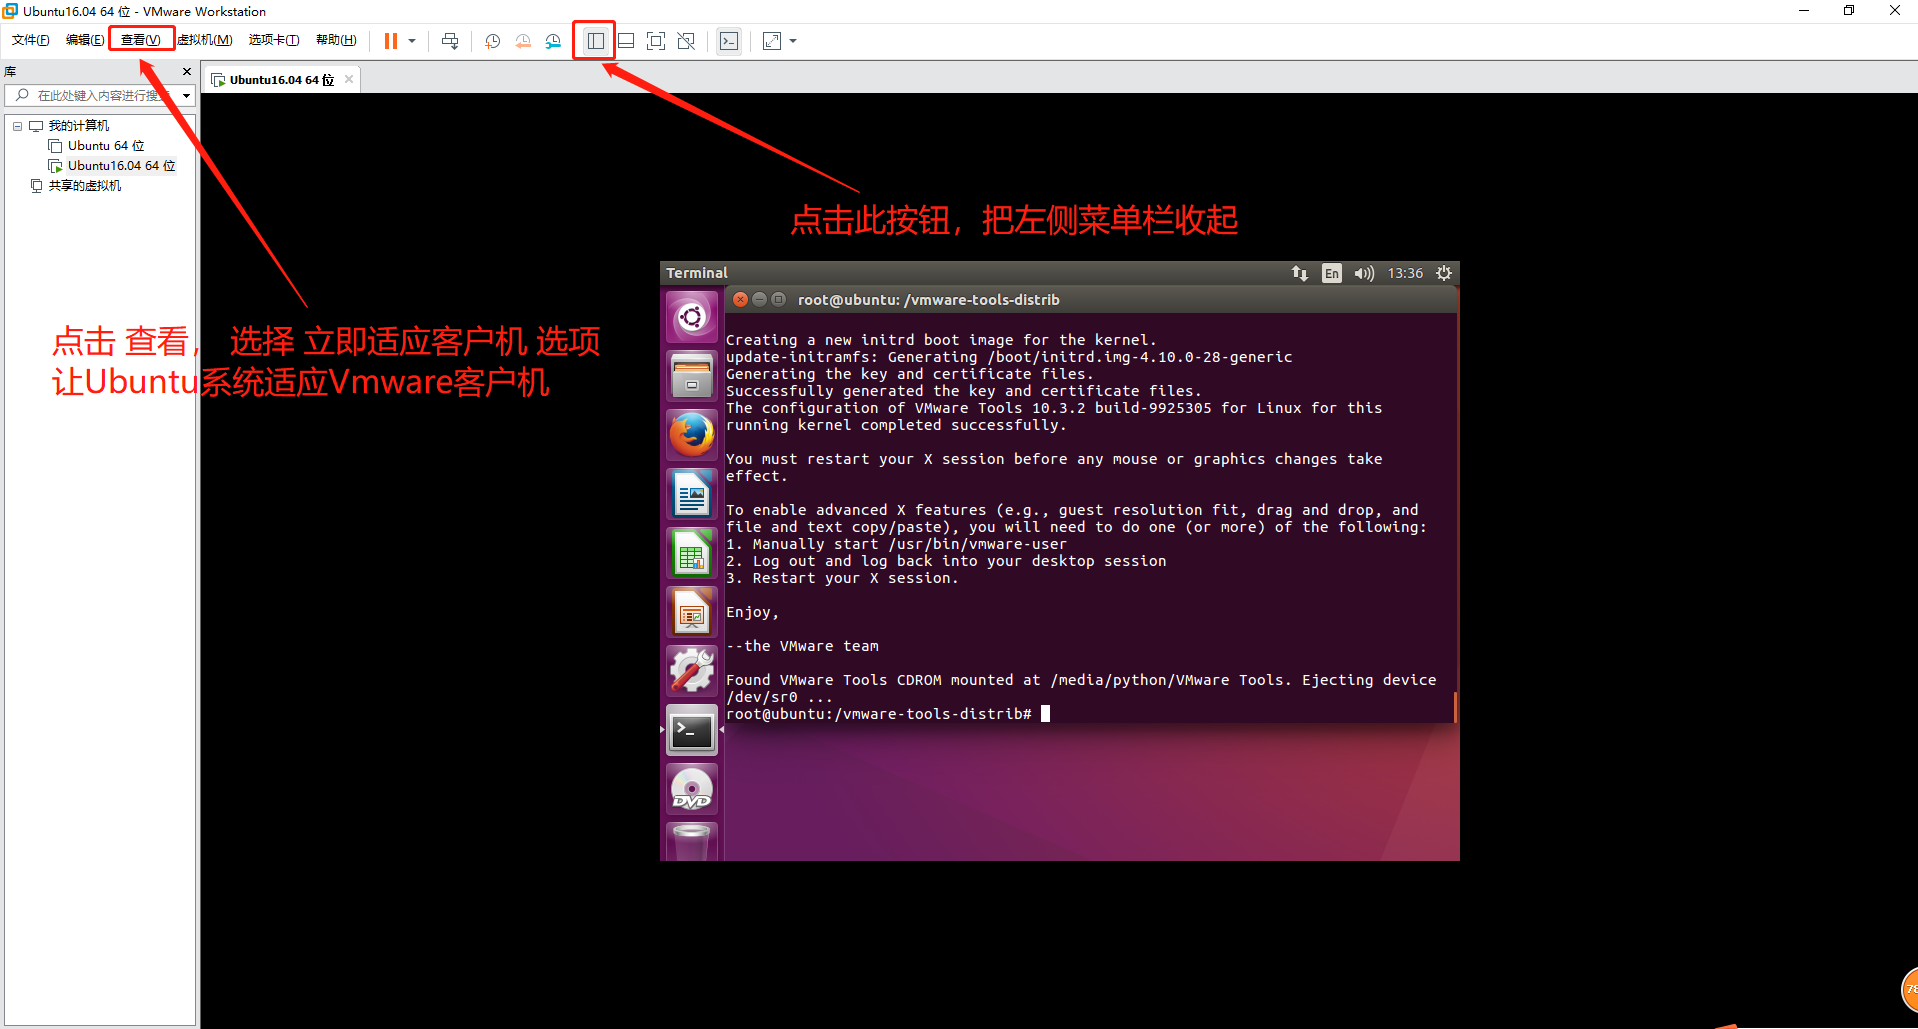 Ubuntu16.04 64 位 - VMware Workstation
文件(F) 编辑(E) 查看(V) 虚拟机(M) 选项卡(T) 帮助(H)
库
Ubuntu16.04 64 位
在此处键入内容进行搜
我的计算机
Ubuntu 64 位
Ubuntu16.04 64 位
共享的虚拟机
点击此按钮，把左侧菜单栏收起
点击 查看， 选择 立即适应客户机 选项
让Ubuntu系统适应Vmware客户机
Terminal En 13:36
root@ubuntu: /vmware-tools-distrib
Creating a new initrd boot image for the kernel.
update-initramfs: Generating /boot/initrd.img-4.10.0-28-generic
Generating the key and certificate files.
Successfully generated the key and certificate files.
The configuration of VMware Tools 10.3.2 build-9925305 for Linux for this
running kernel completed successfully.
You must restart your X session before any mouse or graphics changes take
effect.
To enable advanced X features (e.g., guest resolution fit, drag and drop, and
file and text copy/paste), you will need to do one (or more) of the following:
1. Manually start /usr/bin/vmware-user
2. Log out and log back into your desktop session
3. Restart your X session.
Enjoy,
--the VMware team
Found VMware Tools CDROM mounted at /media/python/VMware Tools. Ejecting device
/dev/sr0 ...
root@ubuntu:/vmware-tools-distrib#
DVD
78